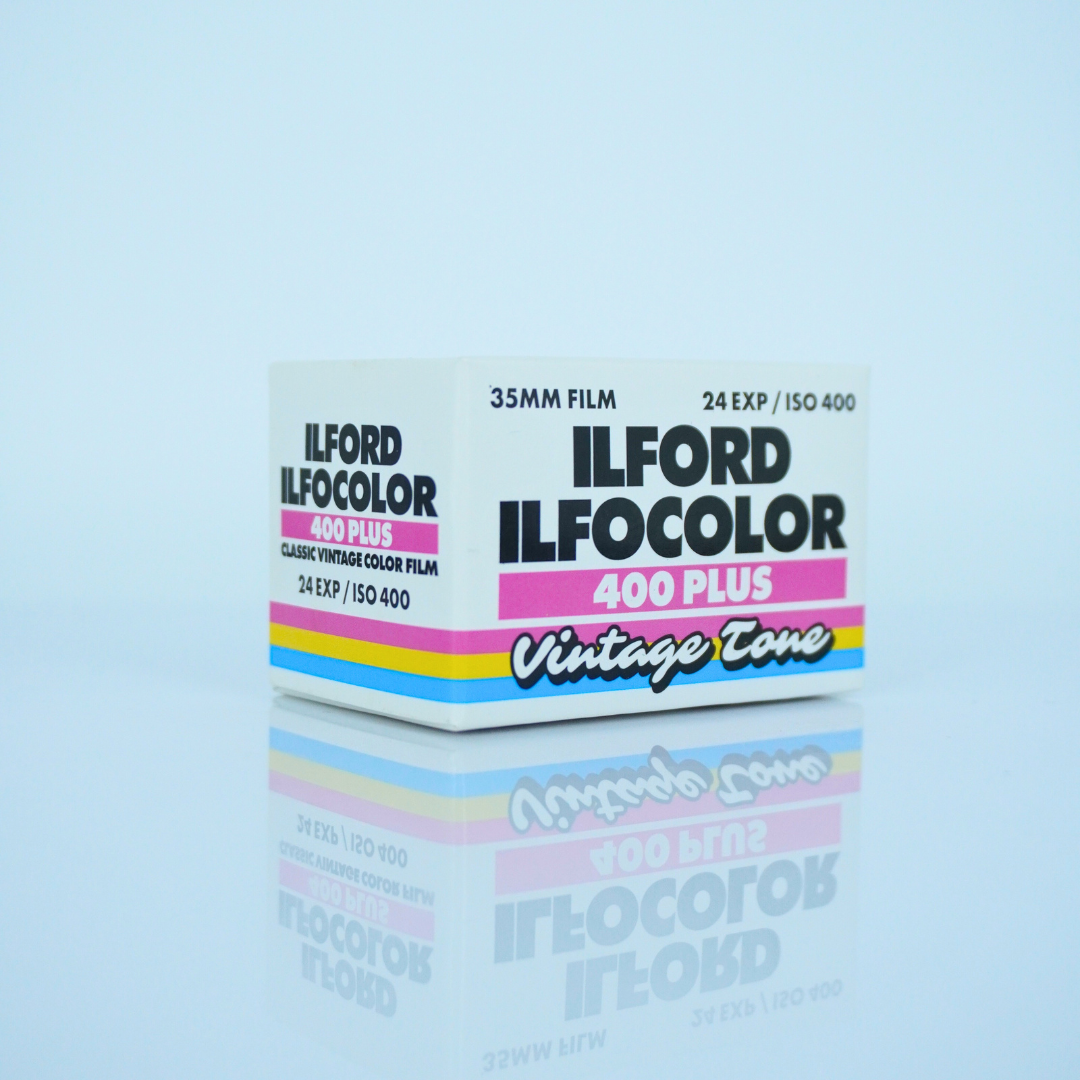 ILFORD
ILFOCOLOR
400 PLUS
CLASSIC VINTAGE COLOR FILM
24 EXP / ISO 400
35MM FILM 24 EXP / ISO 400
ILFORD
ILFOCOLOR
400 PLUS
Vintage Tone